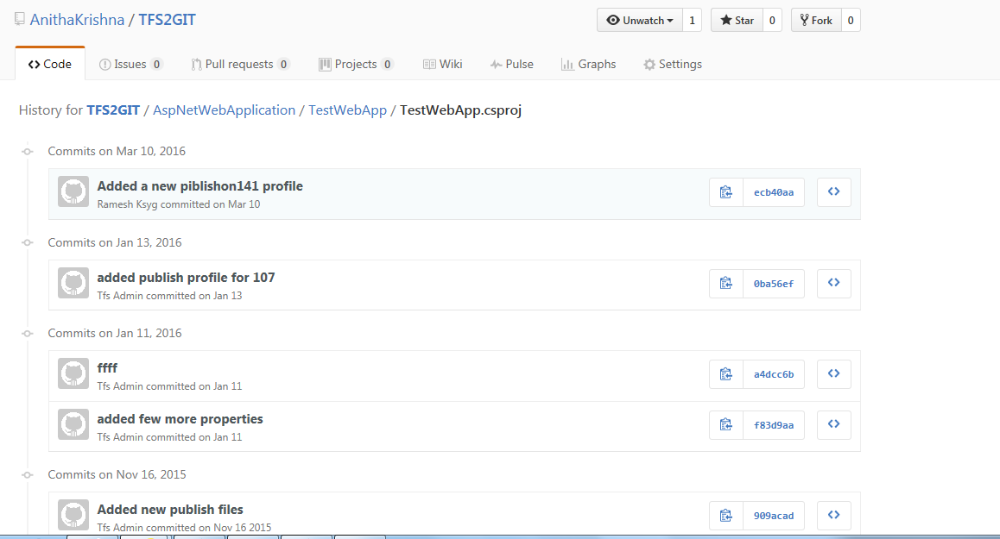 AnithaKrishna / TFS2GIT
Unwatch 1 Star 0 Fork 0
Code Issues 0 Pull requests 0 Projects 0 Wiki Pulse Graphs Settings
History for TFS2GIT / AspNetWebApplication / TestWebApp / TestWebApp.csproj
Commits on Mar 10, 2016
Added a new piblishon141 profile
Ramesh Ksyg committed on Mar 10
ecb40aa
Commits on Jan 13, 2016
added publish profile for 107
Tfs Admin committed on Jan 13
0ba56ef
Commits on Jan 11, 2016
ffff
Tfs Admin committed on Jan 11
a4dcc6b
added few more properties
Tfs Admin committed on Jan 11
f83d9aa
Commits on Nov 16, 2015
Added new publish files
Tfs Admin committed on Nov 16 2015
909acad